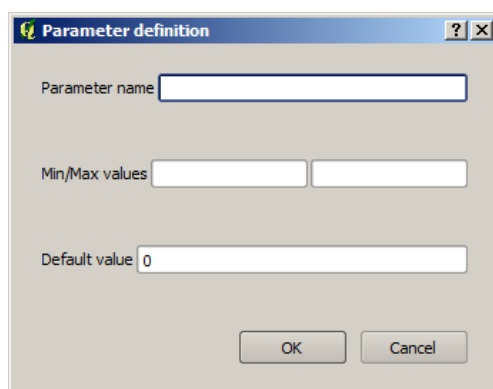 Parameter definition
Parameter name
Min/Max values
Default value 0
OK Cancel